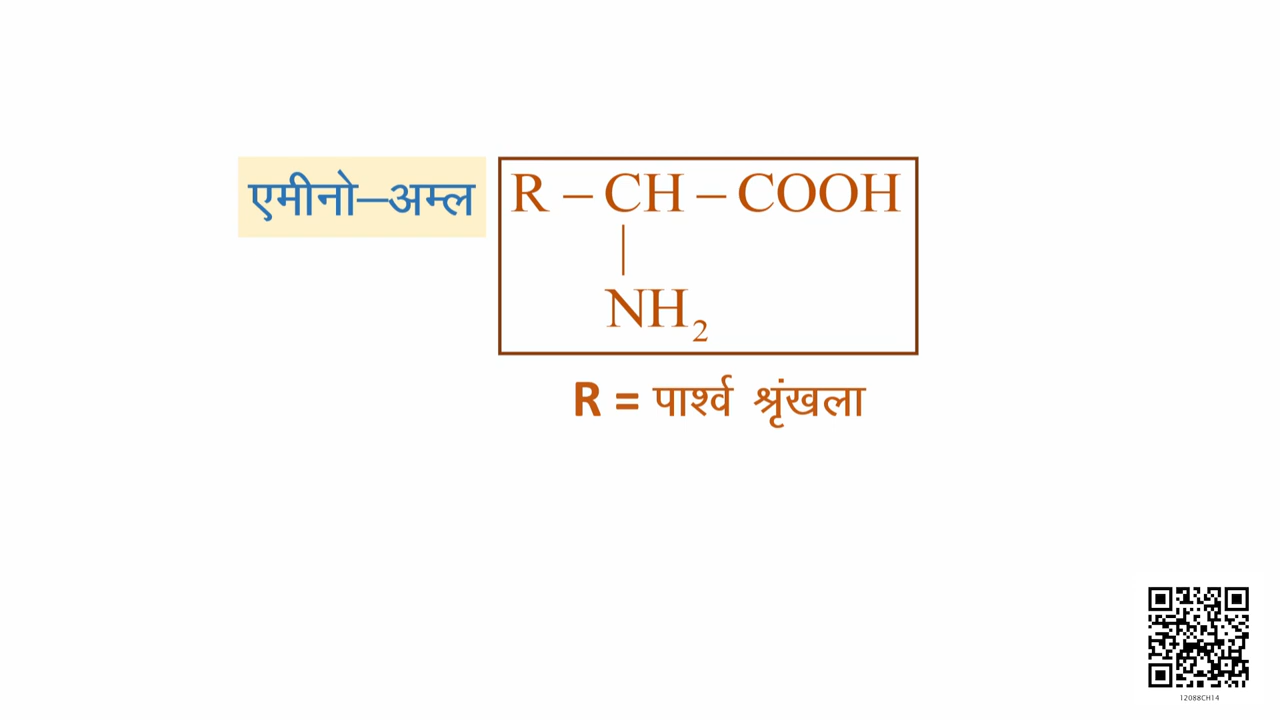 एमीनो–अम्ल
R – CH – COOH
|
NH₂
R = पार्श्व श्रृंखला
12088CH14